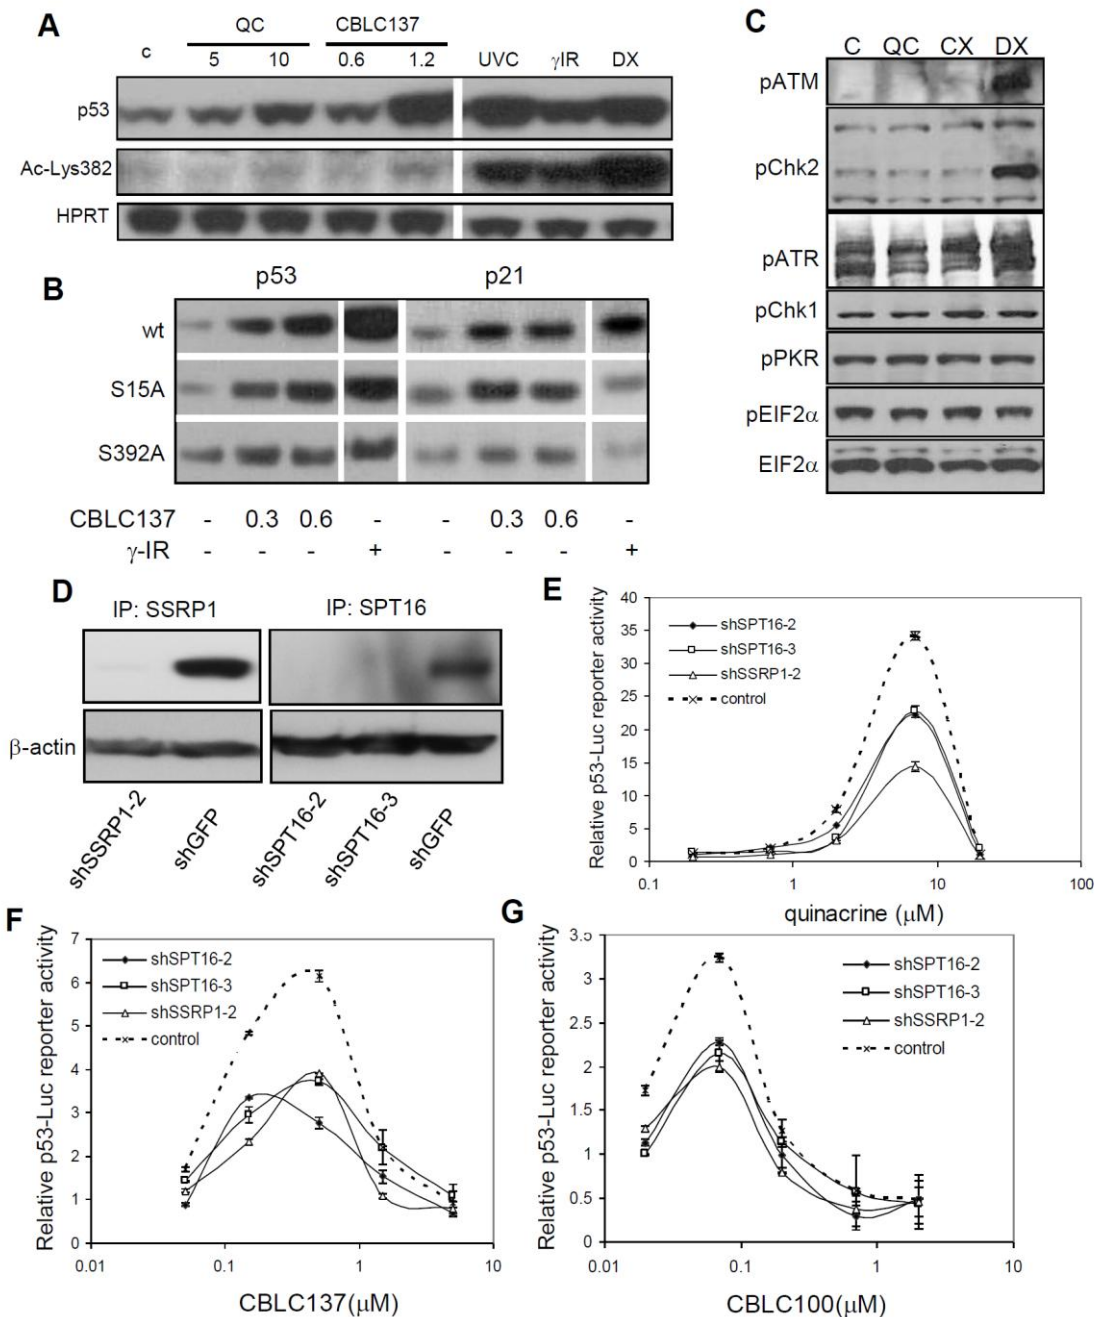 A
QC
CBLC137
c
5
10
0.6
1.2
UVC
γIR
DX
p53
Ac-Lys382
HPRT
B
p53
p21
wt
S15A
S392A
CBLC137 - 0.3 0.6 - - 0.3 0.6 -
γ-IR - - - + - - - +
C
C QC CX DX
pATM
pChk2
pATR
pChk1
pPKR
pEIF2α
EIF2α
D
IP: SSRP1
IP: SPT16
β-actin
shSSRP1-2
shGFP
shSPT16-2
shSPT16-3
shGFP
E
Relative p53-Luc reporter activity
40
35
30
25
20
15
10
5
0
shSPT16-2
shSPT16-3
shSSRP1-2
control
0.1
1
10
100
quinacrine (μM)
F
Relative p53-Luc reporter activity
7
6
5
4
3
2
1
0
shSPT16-2
shSPT16-3
shSSRP1-2
control
0.01
0.1
1
10
CBLC137(μM)
G
Relative p53-Luc reporter activity
3.5
3
2.5
2
1.5
1
0.5
0
shSPT16-2
shSPT16-3
shSSRP1-2
control
0.01
0.1
1
10
CBLC100(μM)